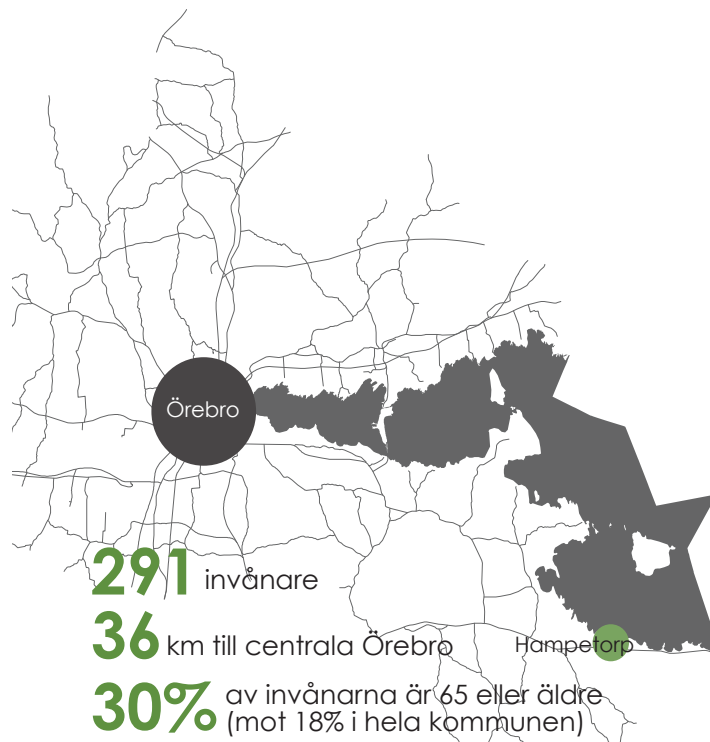 Örebro
291 invånare
36 km till centrala Örebro
Hampetorp
30% av invånarna är 65 eller äldre
(mot 18% i hela kommunen)